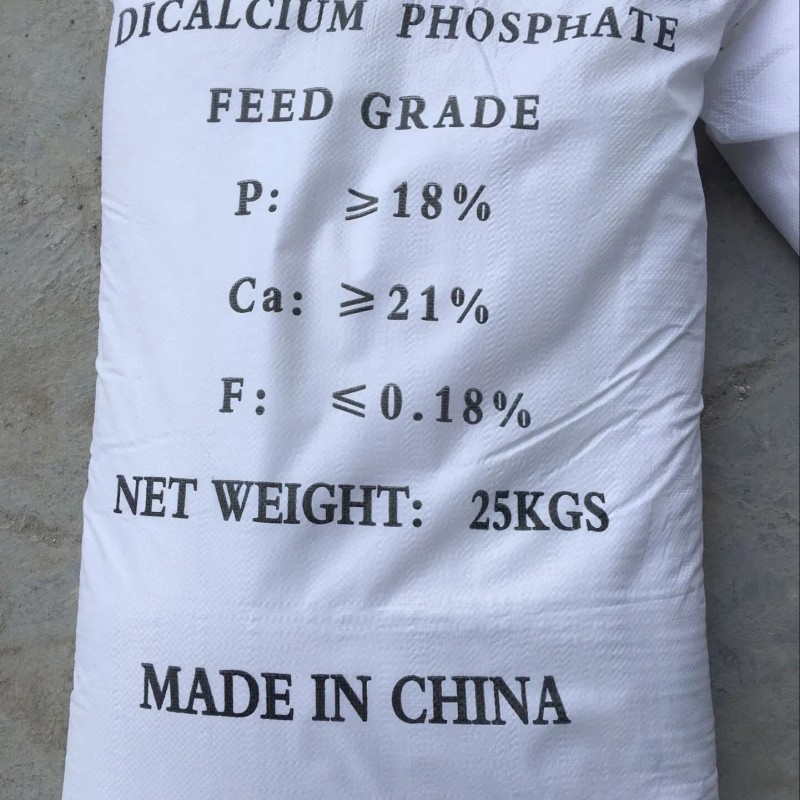 DICALCIUM PHOSPHATE
FEED GRADE
P: ⩾18%
Ca: ⩾21%
F: ⩽0.18%
NET WEIGHT: 25KGS
MADE IN CHINA